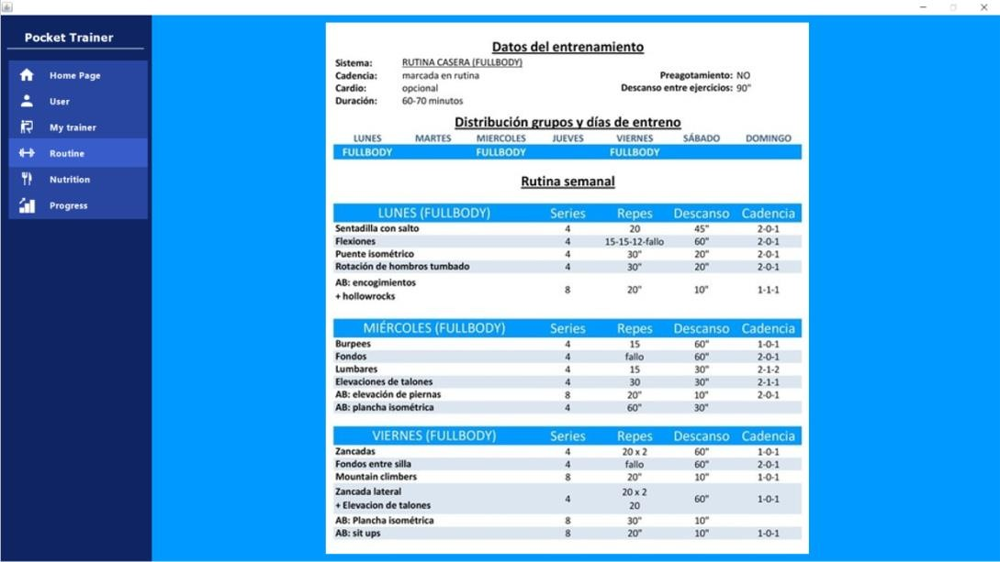 Pocket Trainer
Home Page
User
My trainer
Routine
Nutrition
Progress
Datos del entrenamiento
Sistema: RUTINA CASERA (FULLBODY)
Cadencia: marcada en rutina Preagotamiento: NO
Cardio: opcional Descanso entre ejercicios: 90"
Duración: 60-70 minutos
Distribución grupos y días de entreno
LUNES MARTES MIERCOLES JUEVES VIERNES SÁBADO DOMINGO
FULLBODY FULLBODY FULLBODY
Rutina semanal
LUNES (FULLBODY) Series Repes Descanso Cadencia
Sentadilla con salto 4 20 45" 2-0-1
Flexiones 4 15-15-12-fallo 60" 2-0-1
Puente isométrico 4 30" 20" 2-0-1
Rotación de hombros tumbado 4 30" 20" 2-0-1
AB: encogimientos
+ hollowrocks 8 20" 10" 1-1-1
MIÉRCOLES (FULLBODY) Series Repes Descanso Cadencia
Burpees 4 15 60" 1-0-1
Fondos 4 fallo 60" 2-0-1
Lumbares 4 15 30" 2-1-2
Elevaciones de talones 4 30 30" 2-1-1
AB: elevación de piernas 8 20" 10" 2-0-1
AB: plancha isométrica 4 60" 30"
VIERNES (FULLBODY) Series Repes Descanso Cadencia
Zancadas 4 20 x 2 60" 1-0-1
Fondos entre silla 4 fallo 60" 2-0-1
Mountain climbers 8 20" 10" 1-0-1
Zancada lateral 20 x 2
+ Elevacion de talones 4 20 60" 1-0-1
AB: Plancha isométrica 8 30" 10"
AB: sit ups 8 20" 10" 1-0-1